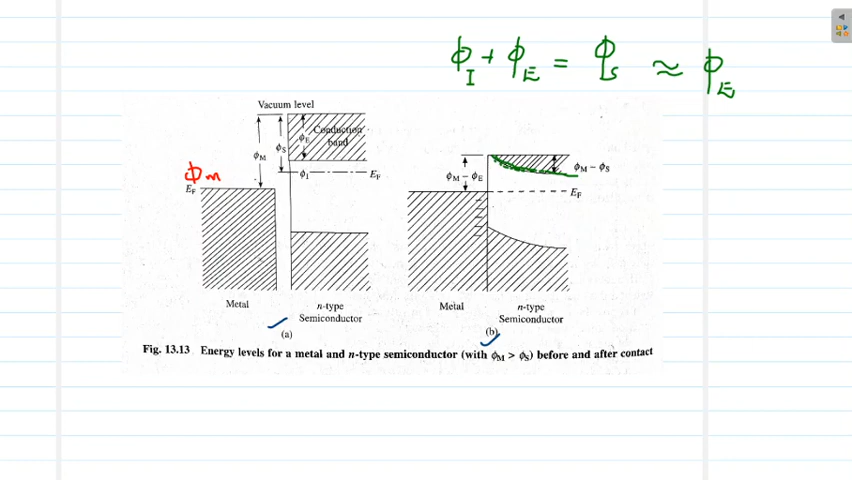 ϕI + ϕE = ϕS ≈ ϕE
Vacuum level
Conduction
band
ϕE
ϕS
ϕM
ϕm
EF
ϕI
EF
Metal
n-type
Semiconductor
(a)
ϕM – ϕE
ϕM – ϕS
EF
Metal
n-type
Semiconductor
(b)
Fig. 13.13 Energy levels for a metal and n-type semiconductor (with ϕM > ϕS) before and after contact